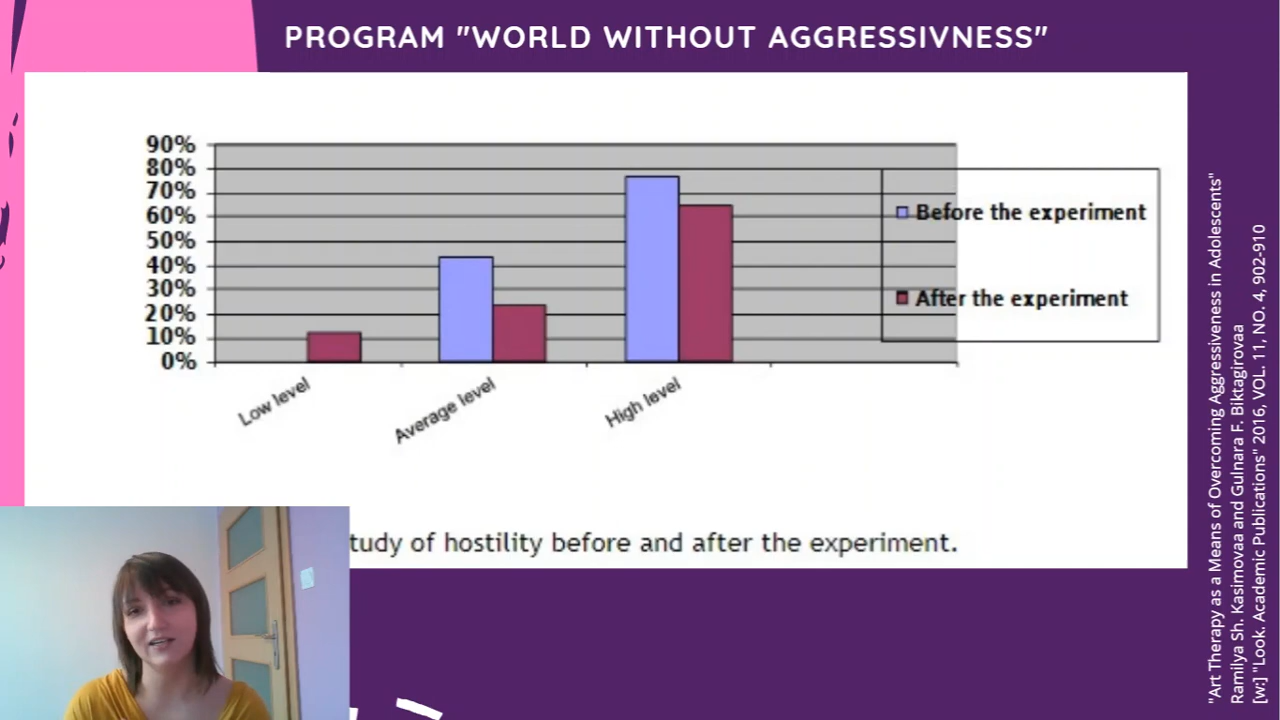 PROGRAM "WORLD WITHOUT AGGRESSIVNESS"
90%
80%
70%
60%
50%
40%
30%
20%
10%
0%
Low level
Average level
High level
Before the experiment
After the experiment
tudy of hostility before and after the experiment.
"Art Therapy as a Means of Overcoming Aggressiveness in Adolescents"
Ramilya Sh. Kasimovaa and Gulnara F. Biktagirovaa
[w:] "Look. Academic Publications" 2016, VOL. 11, NO. 4, 902-910